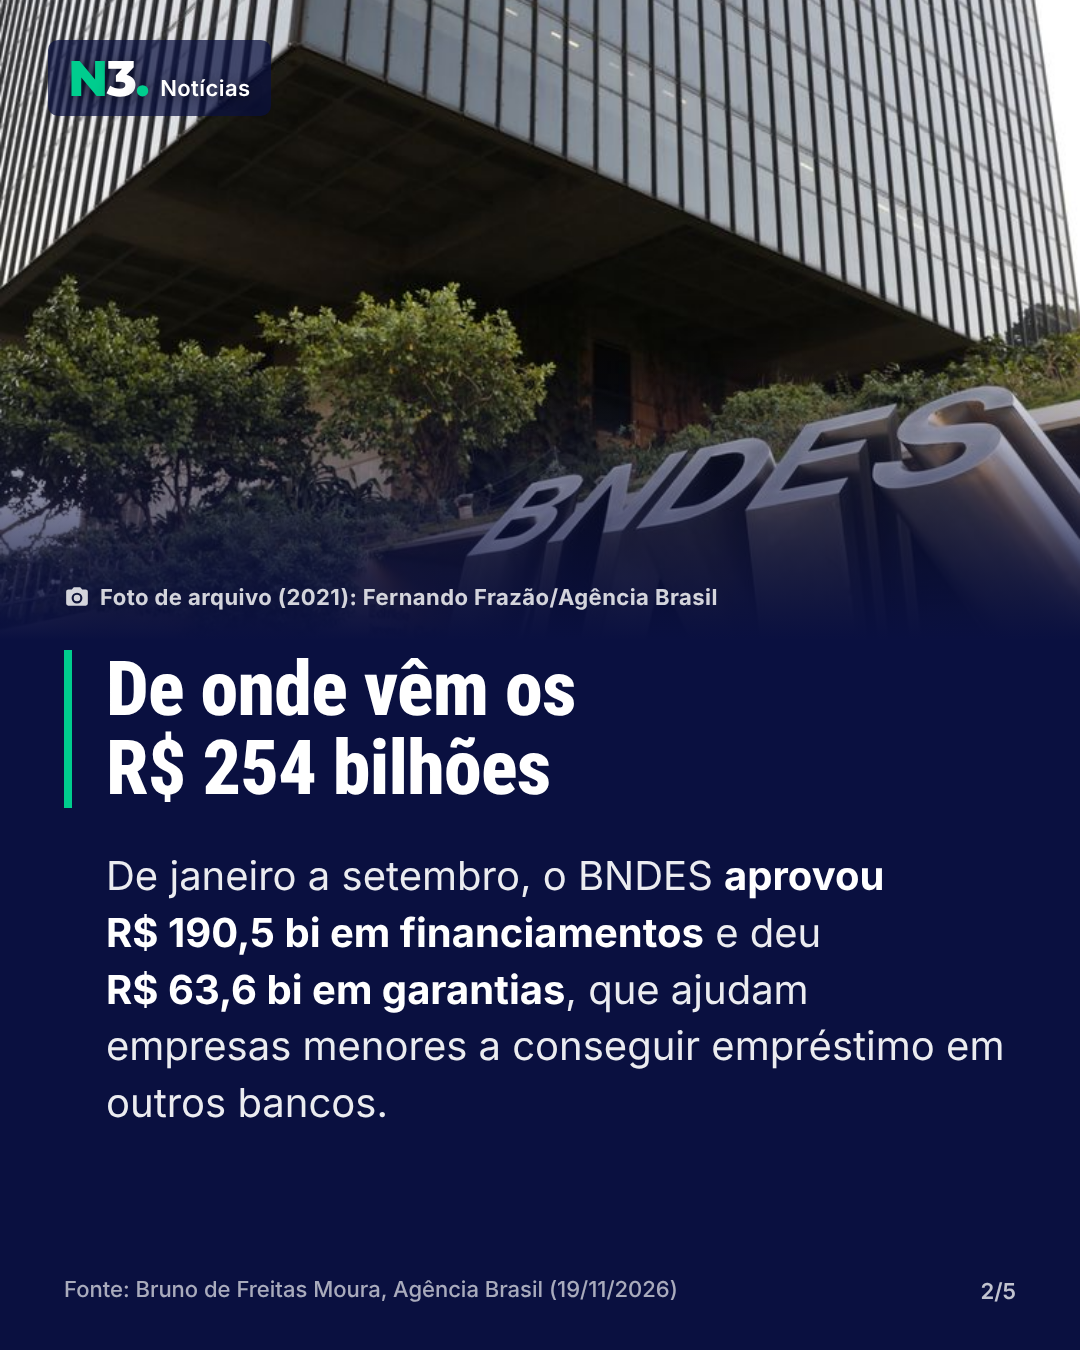 N3. Notícias
BNDES
Foto de arquivo (2021): Fernando Frazão/Agência Brasil
De onde vêm os
R$ 254 bilhões
De janeiro a setembro, o BNDES aprovou
R$ 190,5 bi em financiamentos e deu
R$ 63,6 bi em garantias, que ajudam
empresas menores a conseguir empréstimo em
outros bancos.
Fonte: Bruno de Freitas Moura, Agência Brasil (19/11/2026)
2/5